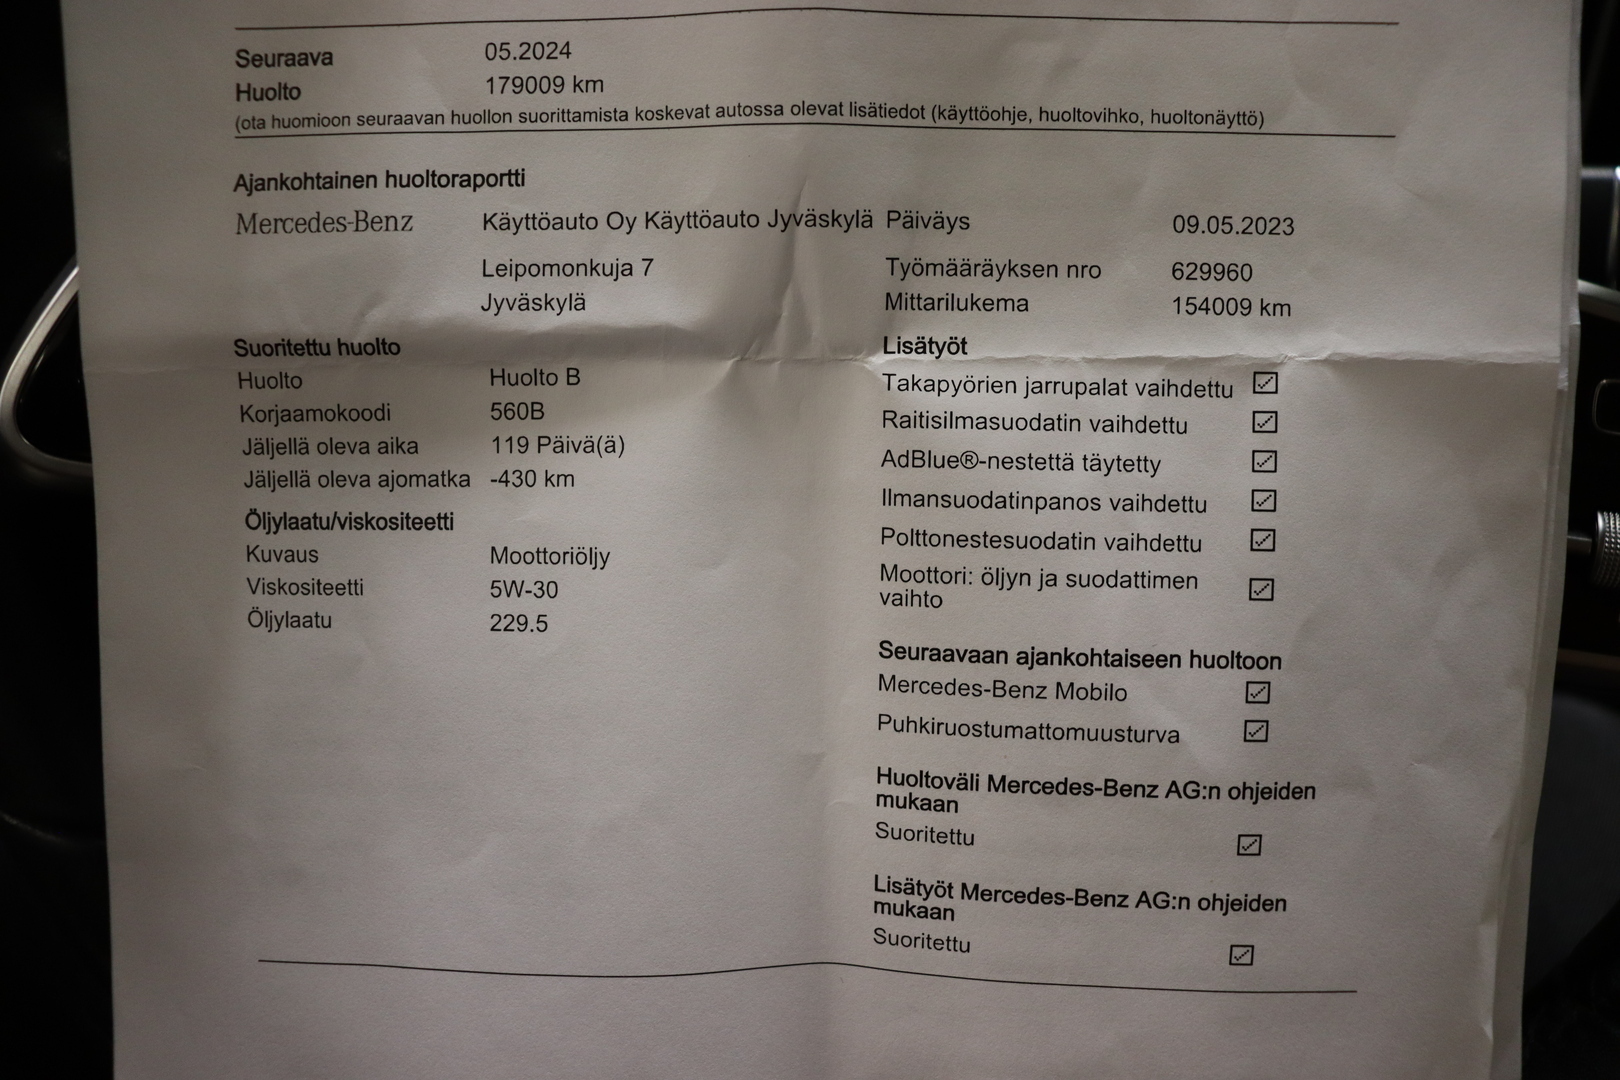 Seuraava 05.2024
Huolto 179009 km
(ota huomioon seuraavan huollon suorittamista koskevat autossa olevat lisätiedot (käyttöohje, huoltovihko, huoltonäyttö)
Ajankohtainen huoltoraportti
Mercedes-Benz Käyttöauto Oy Käyttöauto Jyväskylä Päiväys 09.05.2023
Leipomonkuja 7 Työmääräyksen nro 629960
Jyväskylä Mittarilukema 154009 km
Suoritettu huolto
Huolto Huolto B
Korjaamokoodi 560B
Jäljellä oleva aika 119 Päivä(ä)
Jäljellä oleva ajomatka -430 km
Öljylaatu/viskositeetti
Kuvaus Moottoriöljy
Viskositeetti 5W-30
Öljylaatu 229.5
Lisätyöt
Takapyörien jarrupalat vaihdettu
Raitisilmasuodatin vaihdettu
AdBlue®-nestettä täytetty
Ilmansuodatinpanos vaihdettu
Polttonestesuodatin vaihdettu
Moottori: öljyn ja suodattimen
vaihto
Seuraavaan ajankohtaiseen huoltoon
Mercedes-Benz Mobilo
Puhkiruostumattomuusturva
Huoltoväli Mercedes-Benz AG:n ohjeiden
mukaan
Suoritettu
Lisätyöt Mercedes-Benz AG:n ohjeiden
mukaan
Suoritettu